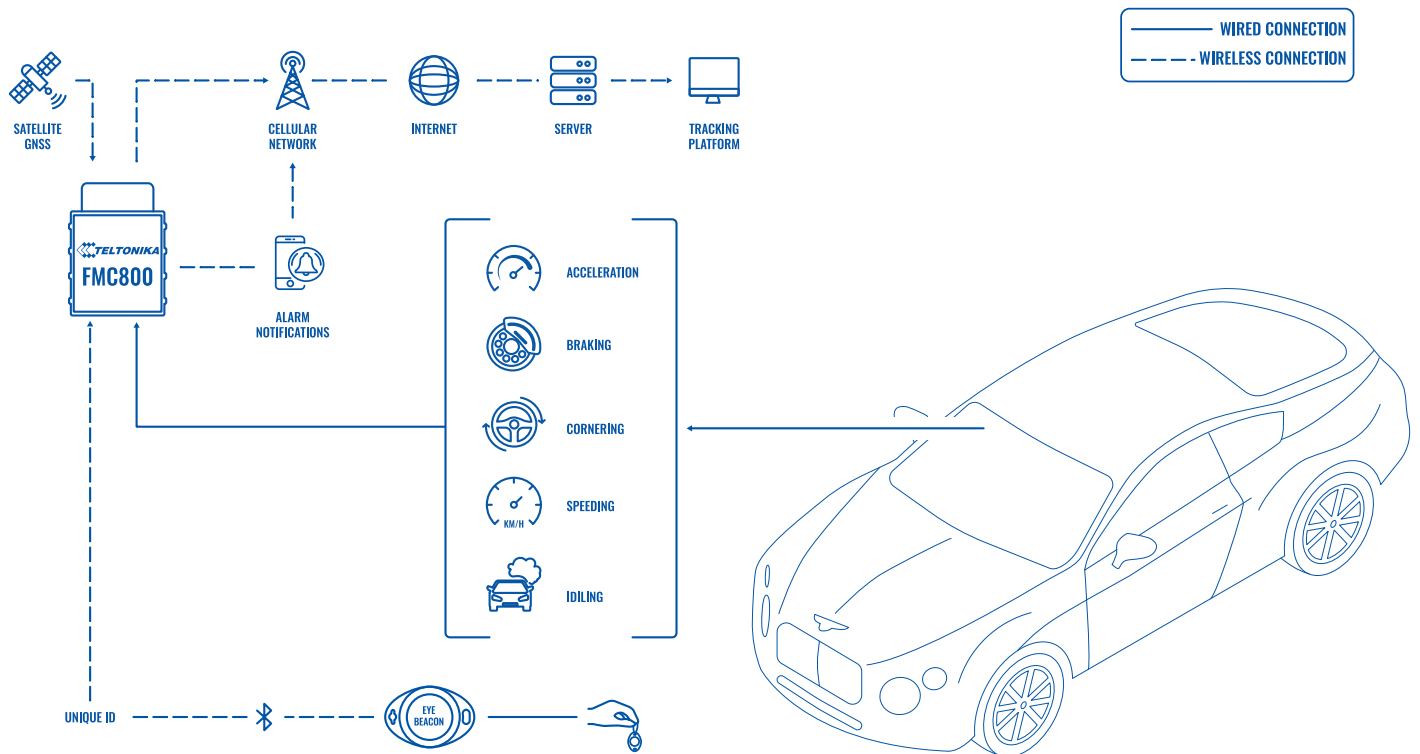 WIRED CONNECTION
WIRELESS CONNECTION
SATELLITE
GNSS
CELLULAR
NETWORK
INTERNET
SERVER
TRACKING
PLATFORM
TELTONIKA
FMC800
ALARM
NOTIFICATIONS
ACCELERATION
BRAKING
CORNERING
KM/H
SPEEDING
IDILING
UNIQUE ID
EYE
BEACON